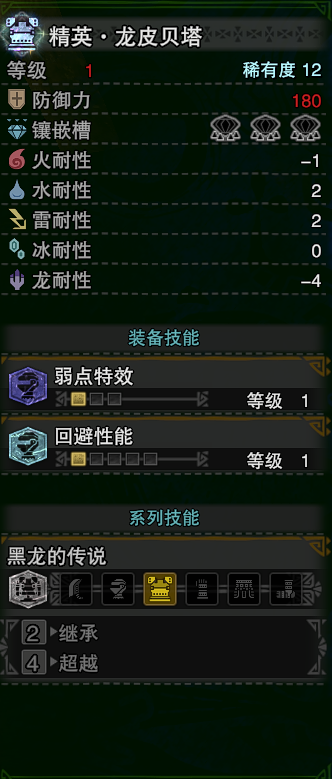 精英·龙皮贝塔
等级 1 稀有度 12
防御力 180
镶嵌槽
火耐性 -1
水耐性 2
雷耐性 2
冰耐性 0
龙耐性 -4
装备技能
弱点特效
等级 1
回避性能
等级 1
系列技能
黑龙的传说
2 继承
4 超越